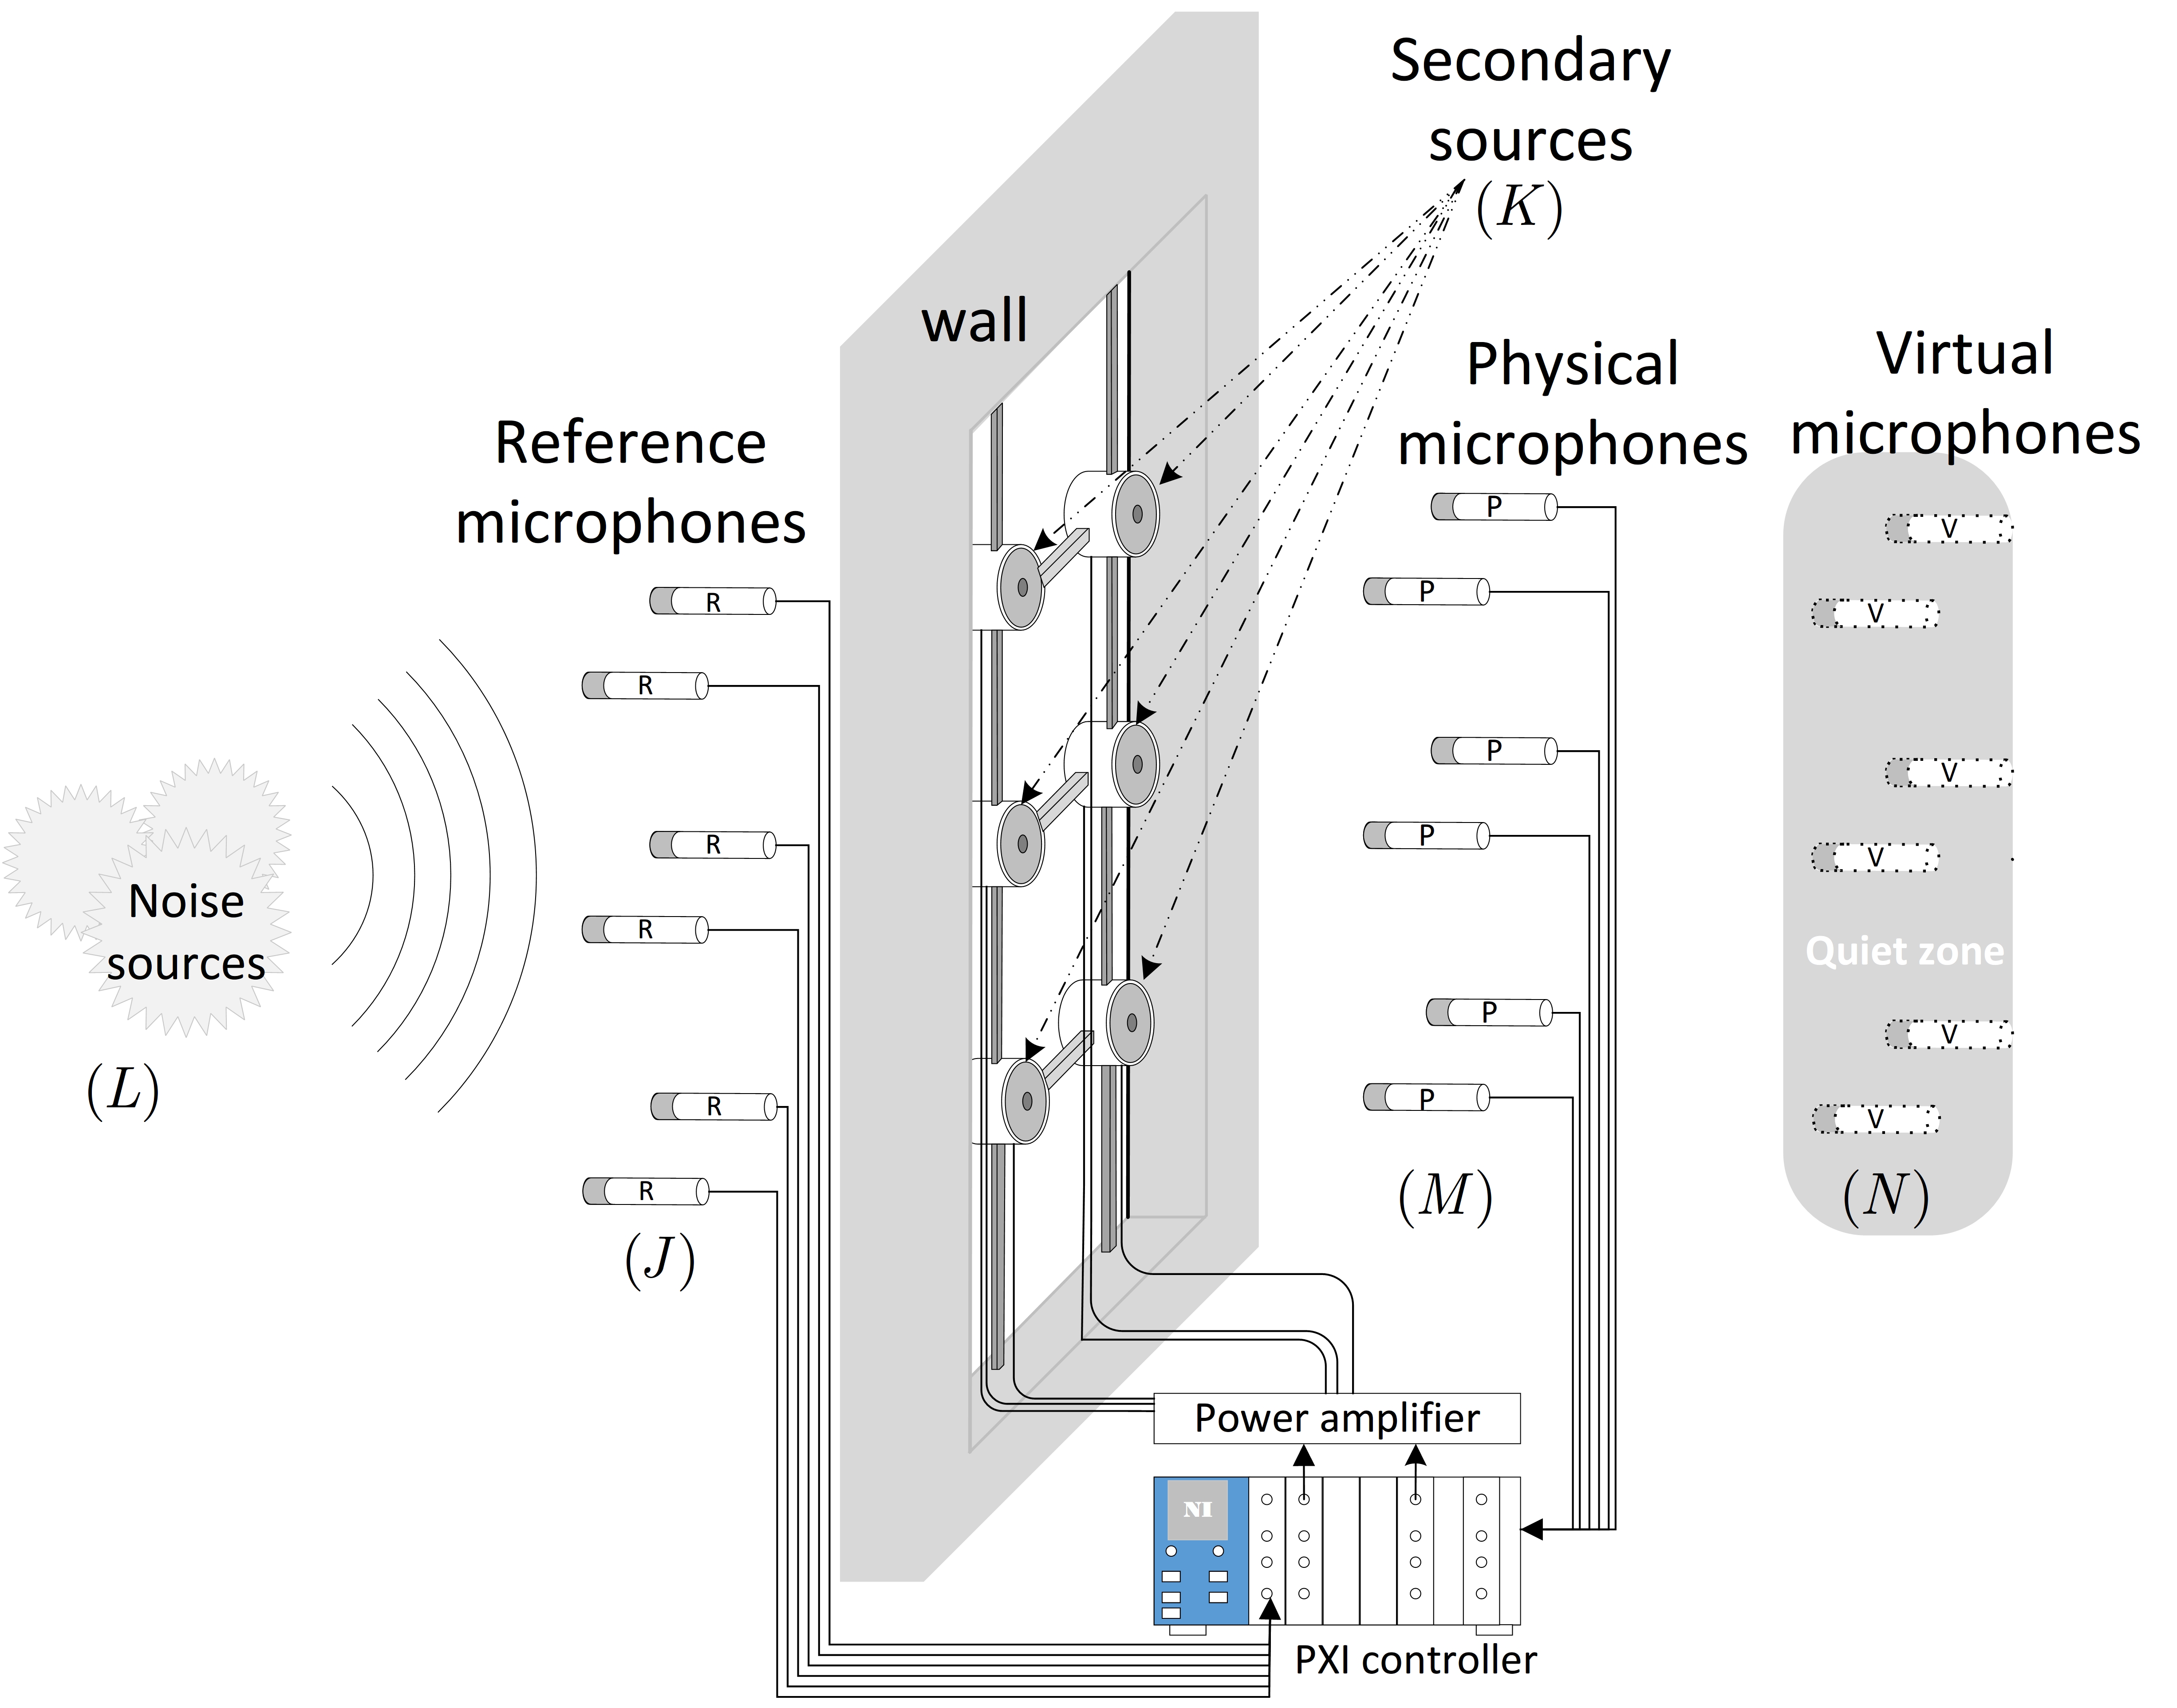 Secondary
sources
(K)
wall
Physical
microphones
Virtual
microphones
Reference
microphones
P
V
P
R
V
R
P
V
R
P
V
Noise
sources
R
Quiet zone
P
V
(L)
R
P
V
R
(M)
(N)
(J)
Power amplifier
NI
PXI controller